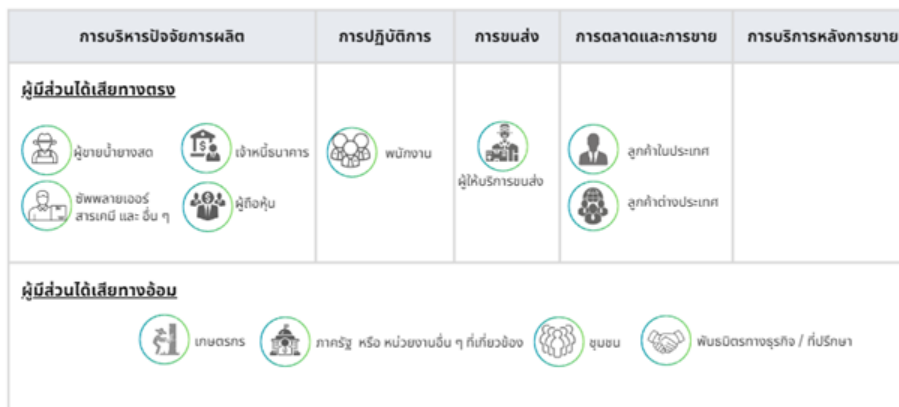 การบริหารปัจจัยการผลิต
การปฏิบัติการ
การขนส่ง
การตลาดและการขาย
การบริการหลังการขาย
ผู้มีส่วนได้เสียทางตรง
ผู้ขายน้ำยางสด
เจ้าหนี้ธนาคาร
ซัพพลายเออร์
สารเคมี และ อื่น ๆ
ผู้ถือหุ้น
พนักงาน
ผู้ให้บริการขนส่ง
ลูกค้าในประเทศ
ลูกค้าต่างประเทศ
ผู้มีส่วนได้เสียทางอ้อม
เกษตรกร
ภาครัฐ หรือ หน่วยงานอื่น ๆ ที่เกี่ยวข้อง
ชุมชน
พันธมิตรทางธุรกิจ / ที่ปรึกษา